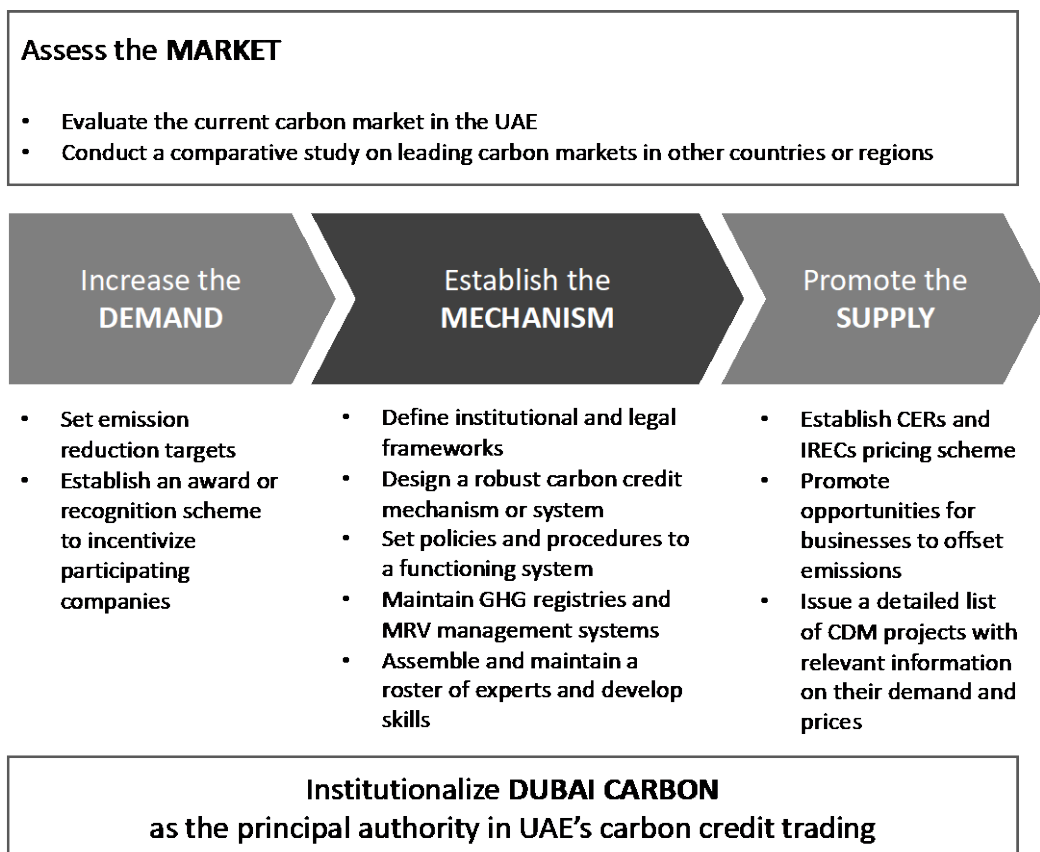 Assess the MARKET
• Evaluate the current carbon market in the UAE
• Conduct a comparative study on leading carbon markets in other countries or regions
Increase the
DEMAND
Establish the
MECHANISM
Promote the
SUPPLY
• Set emission
reduction targets
• Establish an award or
recognition scheme
to incentivize
participating
companies
• Define institutional and legal
frameworks
• Design a robust carbon credit
mechanism or system
• Set policies and procedures to
a functioning system
• Maintain GHG registries and
MRV management systems
• Assemble and maintain a
roster of experts and develop
skills
• Establish CERs and
IRECs pricing scheme
• Promote
opportunities for
businesses to offset
emissions
• Issue a detailed list
of CDM projects with
relevant information
on their demand and
prices
Institutionalize DUBAI CARBON
as the principal authority in UAE’s carbon credit trading